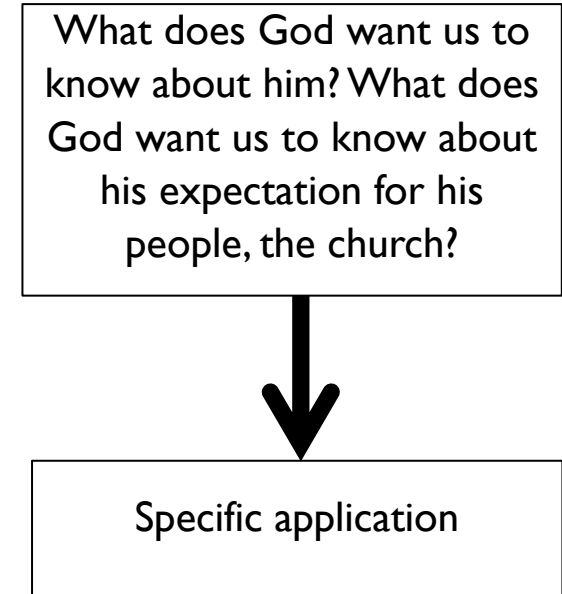 What does God want us to
know about him? What does
God want us to know about
his expectation for his
people, the church?
Specific application